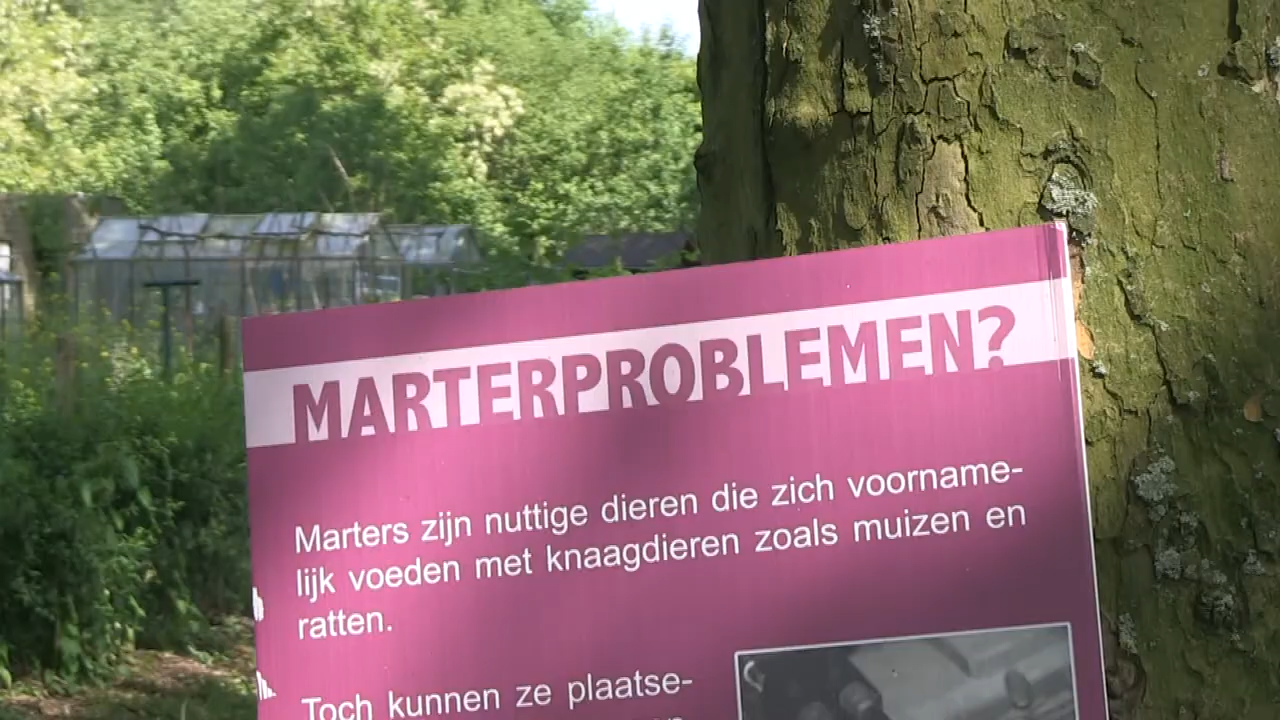 MARTERPROBLEMEN?
Marters zijn nuttige dieren die zich voorname-
lijk voeden met knaagdieren zoals muizen en
ratten.
Toch kunnen ze plaatse-